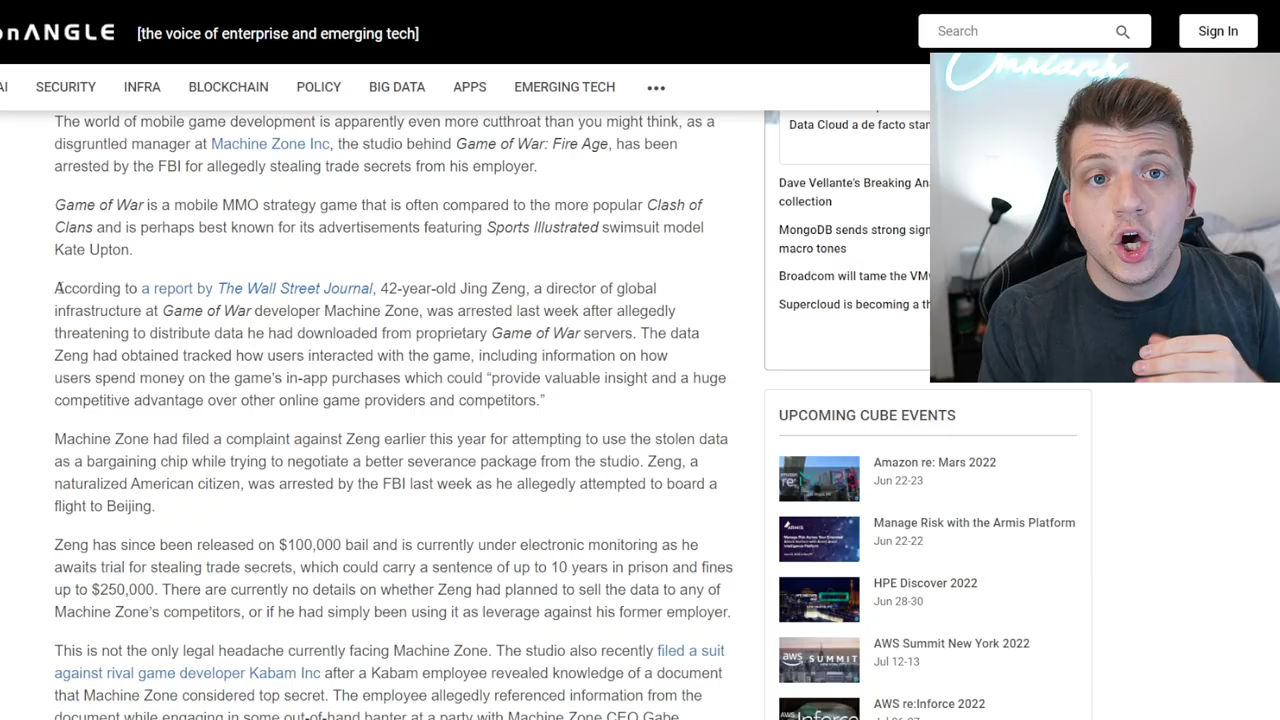 nANGLE
[the voice of enterprise and emerging tech]
Search
Sign In
AI SECURITY INFRA BLOCKCHAIN POLICY BIG DATA APPS EMERGING TECH •••
The world of mobile game development is apparently even more cutthroat than you might think, as a
disgruntled manager at Machine Zone Inc, the studio behind Game of War: Fire Age, has been
arrested by the FBI for allegedly stealing trade secrets from his employer.
Game of War is a mobile MMO strategy game that is often compared to the more popular Clash of
Clans and is perhaps best known for its advertisements featuring Sports Illustrated swimsuit model
Kate Upton.
According to a report by The Wall Street Journal, 42-year-old Jing Zeng, a director of global
infrastructure at Game of War developer Machine Zone, was arrested last week after allegedly
threatening to distribute data he had downloaded from proprietary Game of War servers. The data
Zeng had obtained tracked how users interacted with the game, including information on how
users spend money on the game's in-app purchases which could “provide valuable insight and a huge
competitive advantage over other online game providers and competitors.”
Machine Zone had filed a complaint against Zeng earlier this year for attempting to use the stolen data
as a bargaining chip while trying to negotiate a better severance package from the studio. Zeng, a
naturalized American citizen, was arrested by the FBI last week as he allegedly attempted to board a
flight to Beijing.
Zeng has since been released on $100,000 bail and is currently under electronic monitoring as he
awaits trial for stealing trade secrets, which could carry a sentence of up to 10 years in prison and fines
up to $250,000. There are currently no details on whether Zeng had planned to sell the data to any of
Machine Zone's competitors, or if he had simply been using it as leverage against his former employer.
This is not the only legal headache currently facing Machine Zone. The studio also recently filed a suit
against rival game developer Kabam Inc after a Kabam employee revealed knowledge of a document
that Machine Zone considered top secret. The employee allegedly referenced information from the
document while engaging in some out-of-hand banter at a party with Machine Zone CEO Gabe
Data Cloud a de facto stan
Dave Vellante's Breaking An
collection
MongoDB sends strong sign
macro tones
Broadcom will tame the VM
Supercloud is becoming a th
UPCOMING CUBE EVENTS
Amazon re: Mars 2022
Jun 22-23
Manage Risk with the Armis Platform
Jun 22-22
HPE Discover 2022
Jun 28-30
aws
SUMMIT
AWS Summit New York 2022
Jul 12-13
AWS re:Inforce 2022